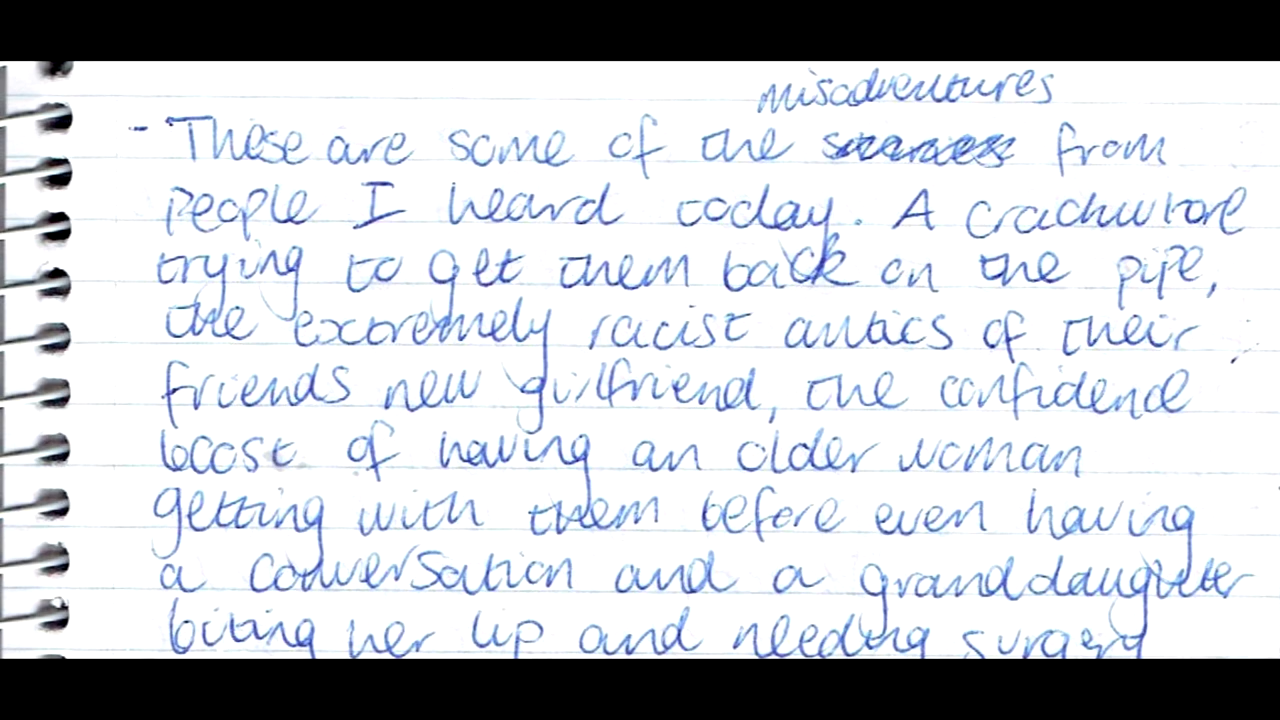 misadventures
- These are some of the from
people I heard today. A crackwhore
trying to get them back on the pipe,
the extremely racist antics of their
friends new girlfriend, the confidence
boost of having an older woman
getting with them before even having
a conversation and a granddaughter
biting her lip and needing surgery